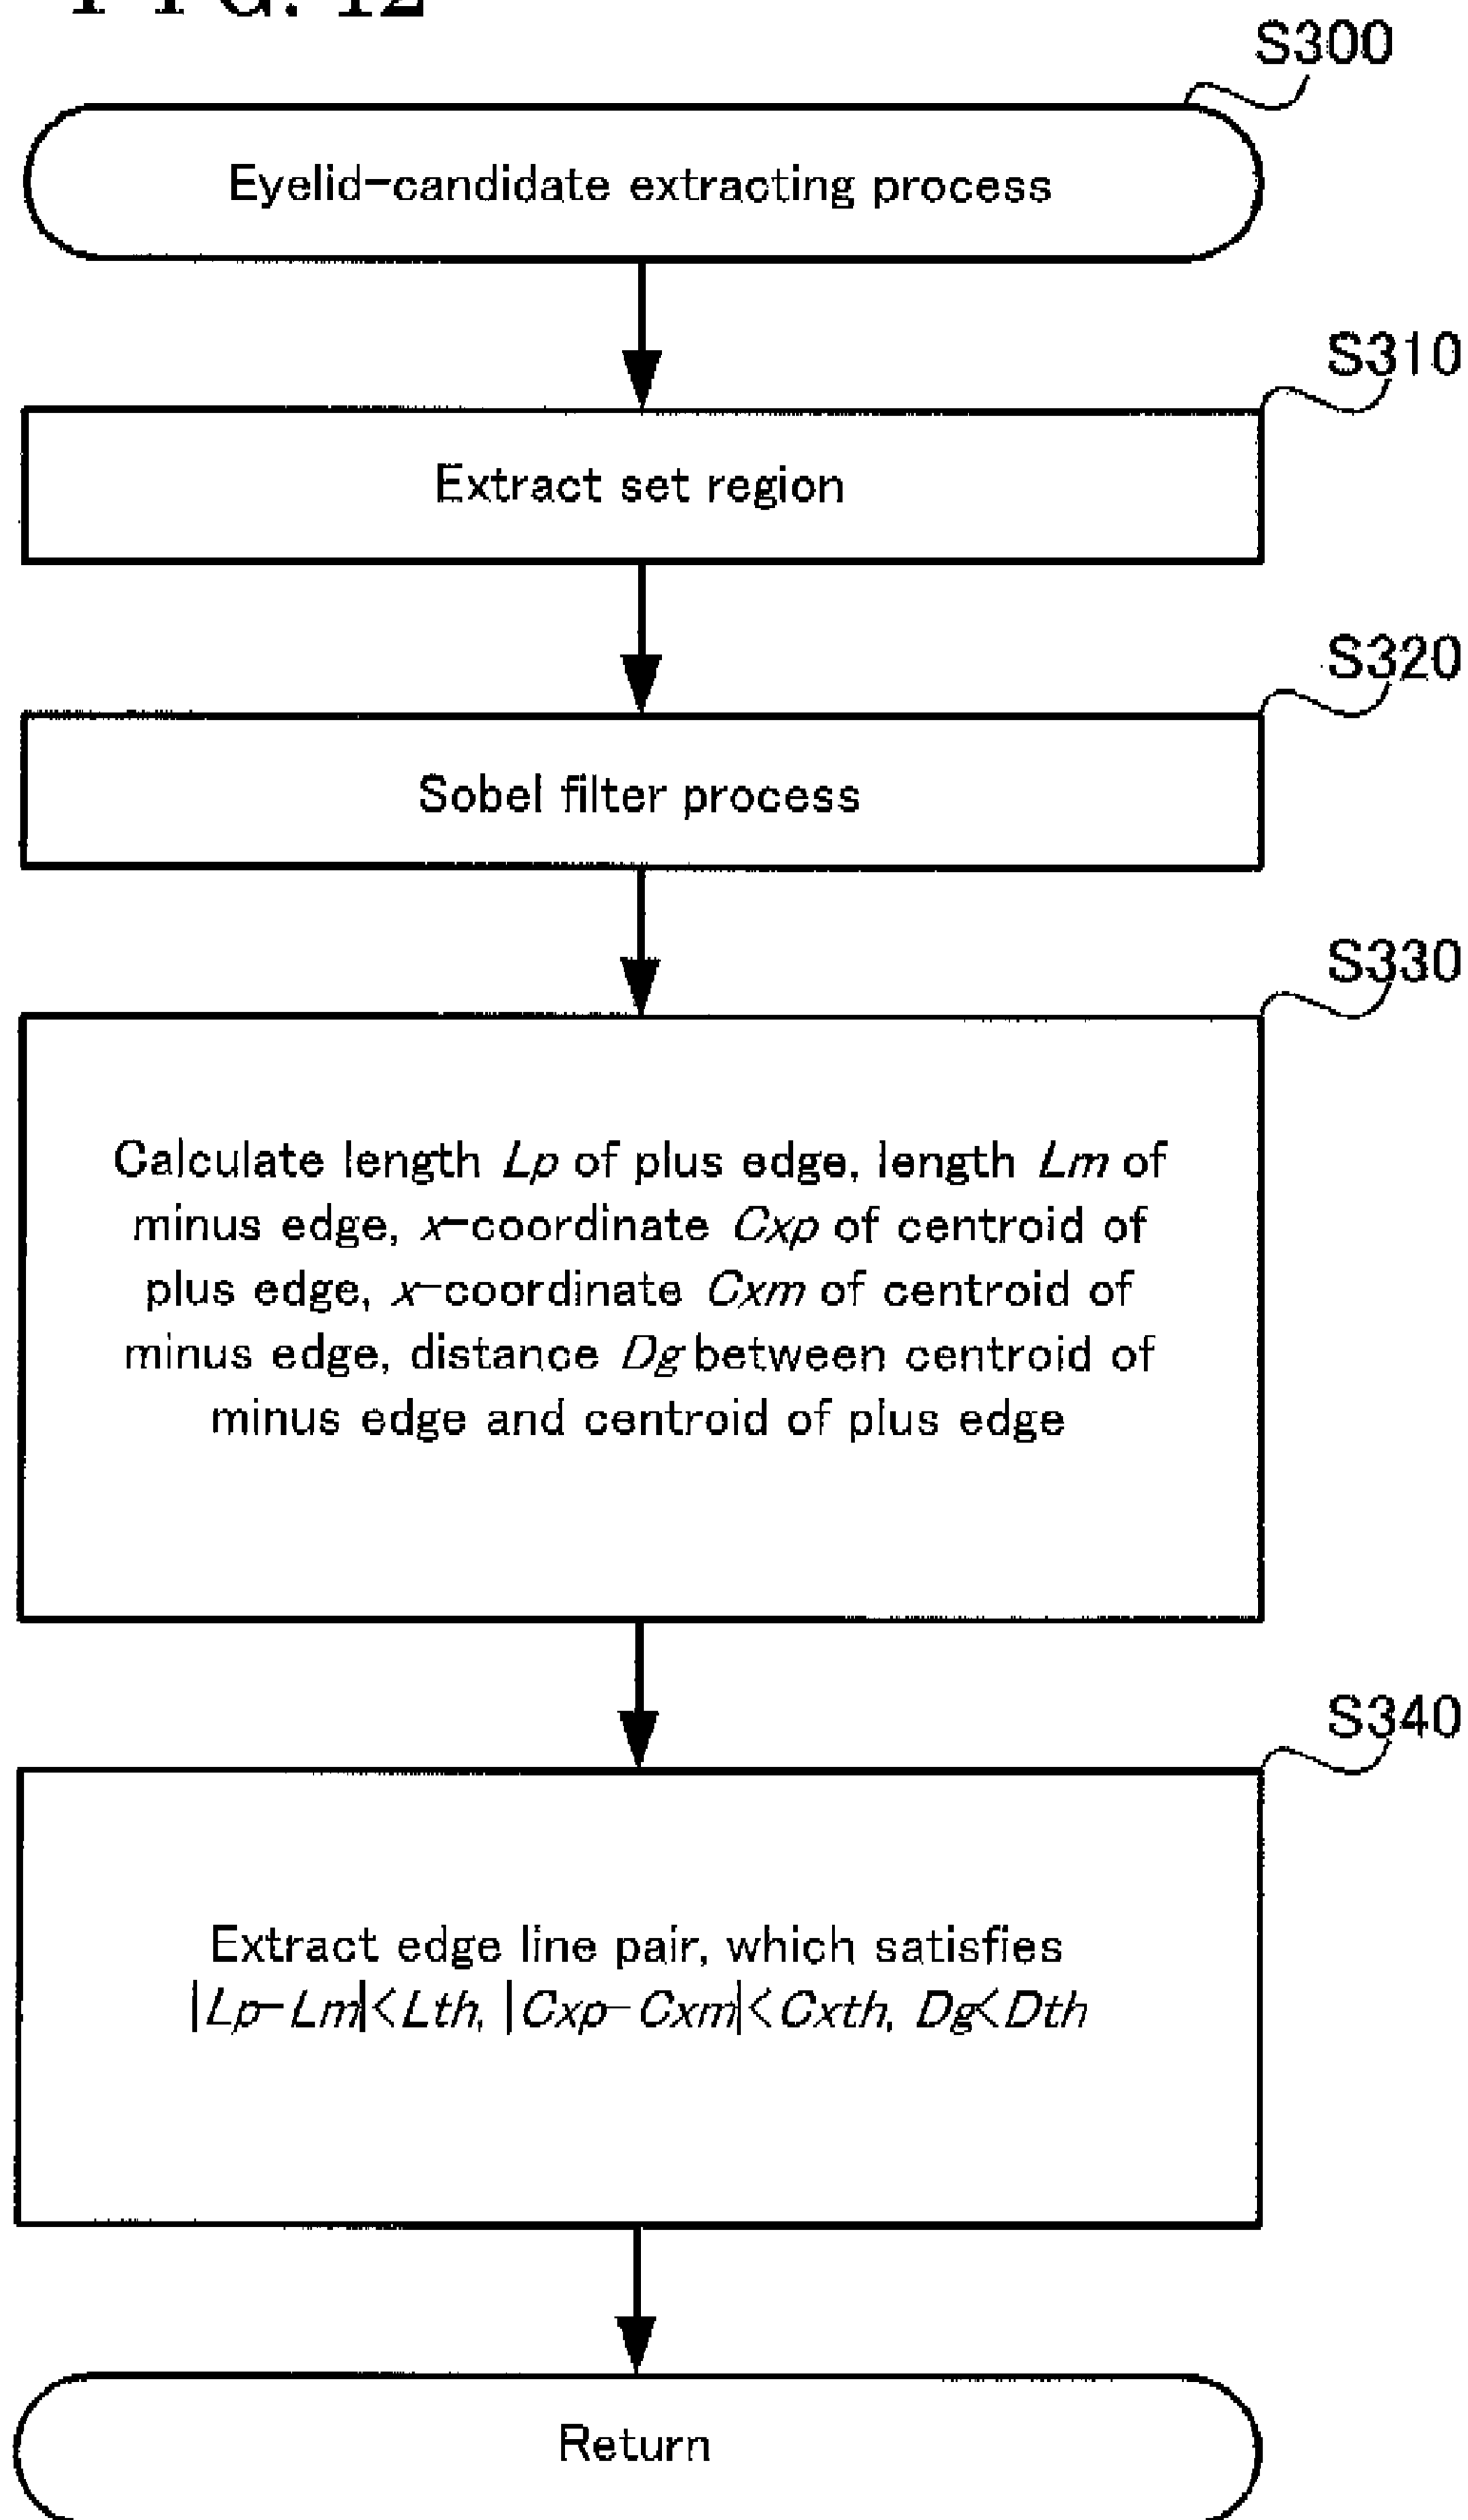 FIG. 12
S300
Eyelid-candidate extracting process
S310
Extract set region
S320
Sobel filter process
S330
Calculate length Lp of plus edge, length Lm of
minus edge, x-coordinate Cxp of centroid of
plus edge, x-coordinate Cxm of centroid of
minus edge, distance Dg between centroid of
minus edge and centroid of plus edge
S340
Extract edge line pair, which satisfies
|Lp-Lm|<Lth, |Cxp-Cxm|<Cxth, Dg<Dth
Return